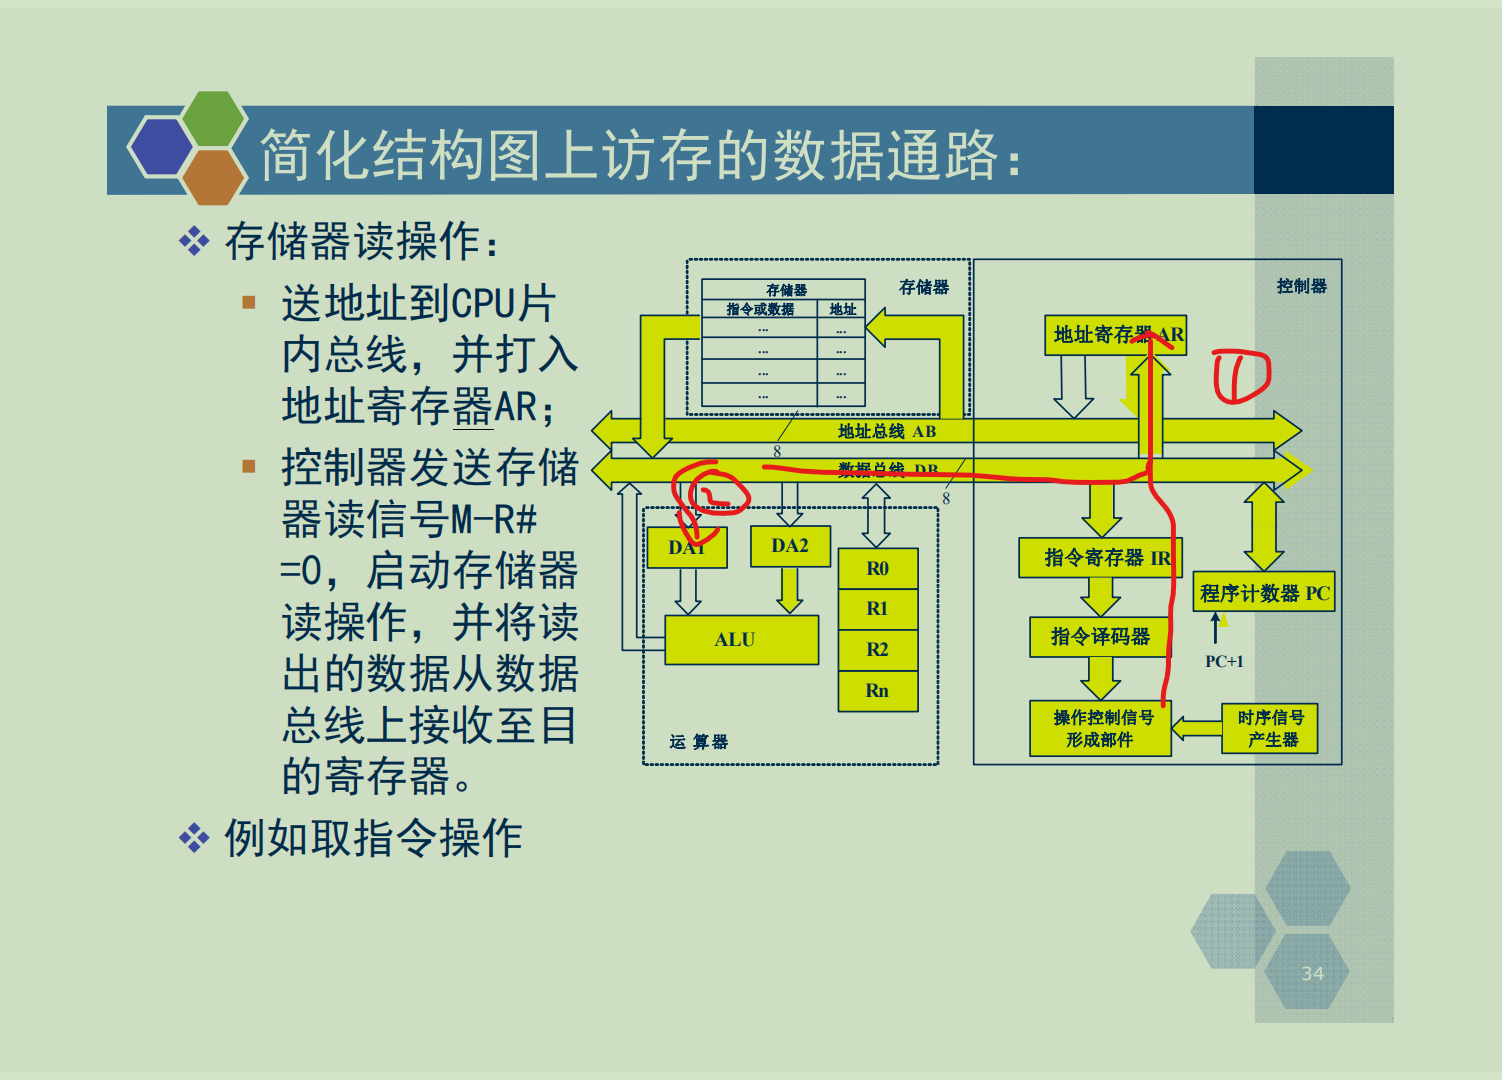 简化结构图上访存的数据通路：
存储器读操作：
送地址到CPU片
内总线，并打入
地址寄存器AR；
控制器发送存储
器读信号M-R#
=0，启动存储器
读操作，并将读
出的数据从数据
总线上接收至目
的寄存器。
例如取指令操作
存储器
指令或数据 地址
... ...
... ...
... ...
... ...
存储器
控制器
地址寄存器 AR
地址总线 AB
8
数据总线 DB
8
DA1
DA2
R0
R1
R2
Rn
ALU
运 算器
指令寄存器 IR
指令译码器
操作控制信号
形成部件
时序信号
产生器
程序计数器 PC
PC+1
34